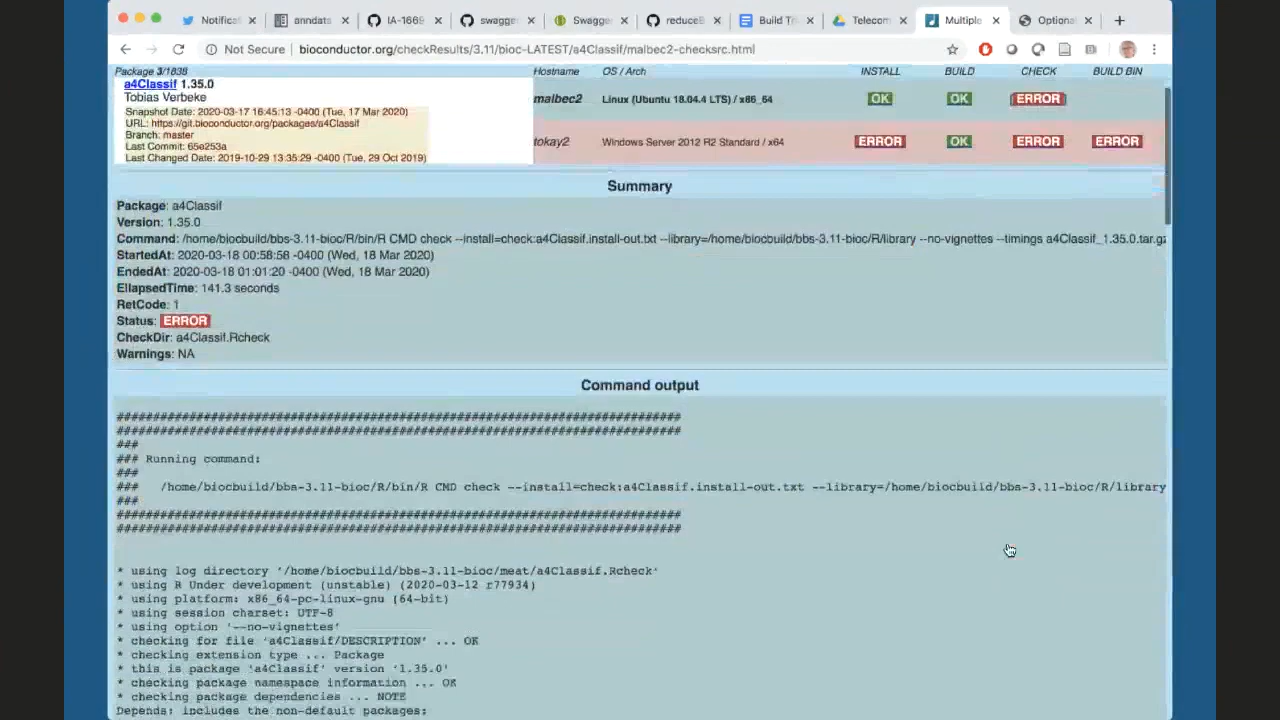 Notificat
anndata
IA-1669
swagge
Swagge
reduceB
Build Th
Telecom
Multiple
Optional
Not Secure | bioconductor.org/checkResults/3.11/bioc-LATEST/a4Classif/malbec2-checksrc.html
Package 3/1838 Hostname OS / Arch INSTALL BUILD CHECK BUILD BIN
a4Classif 1.35.0
Tobias Verbeke
Snapshot Date: 2020-03-17 16:45:13 -0400 (Tue, 17 Mar 2020)
URL: https://git.bioconductor.org/packages/a4Classif
Branch: master
Last Commit: 65e253a
Last Changed Date: 2019-10-29 13:35:29 -0400 (Tue, 29 Oct 2019)
malbec2 Linux (Ubuntu 18.04.4 LTS) / x86_64 OK OK ERROR
tokay2 Windows Server 2012 R2 Standard / x64 ERROR OK ERROR ERROR
Summary
Package: a4Classif
Version: 1.35.0
Command: /home/biocbuild/bbs-3.11-bioc/R/bin/R CMD check --install=check:a4Classif.install-out.txt --library=/home/biocbuild/bbs-3.11-bioc/R/library --no-vignettes --timings a4Classif_1.35.0.tar.gz
StartedAt: 2020-03-18 00:58:58 -0400 (Wed, 18 Mar 2020)
EndedAt: 2020-03-18 01:01:20 -0400 (Wed, 18 Mar 2020)
EllapsedTime: 141.3 seconds
RetCode: 1
Status: ERROR
CheckDir: a4Classif.Rcheck
Warnings: NA
Command output
##############################################################################
##############################################################################
###
### Running command:
###
### /home/biocbuild/bbs-3.11-bioc/R/bin/R CMD check --install=check:a4Classif.install-out.txt --library=/home/biocbuild/bbs-3.11-bioc/R/library
###
##############################################################################
##############################################################################
* using log directory '/home/biocbuild/bbs-3.11-bioc/meat/a4Classif.Rcheck'
* using R Under development (unstable) (2020-03-12 r77934)
* using platform: x86_64-pc-linux-gnu (64-bit)
* using session charset: UTF-8
* using option '--no-vignettes'
* checking for file 'a4Classif/DESCRIPTION' ... OK
* checking extension type ... Package
* this is package 'a4Classif' version '1.35.0'
* checking package namespace information ... OK
* checking package dependencies ... NOTE
Depends: includes the non-default packages: